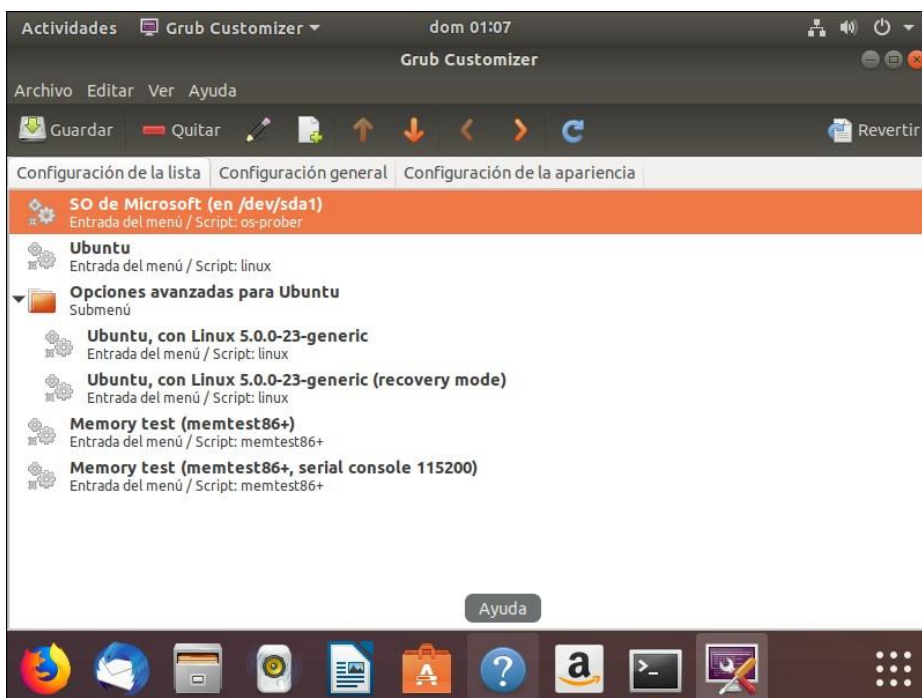 Actividades Grub Customizer dom 01:07
Grub Customizer
Archivo Editar Ver Ayuda
Guardar Quitar Revertir
Configuración de la lista Configuración general Configuración de la apariencia
SO de Microsoft (en /dev/sda1)
Entrada del menú / Script: os-prober
Ubuntu
Entrada del menú / Script: linux
Opciones avanzadas para Ubuntu
Submenú
Ubuntu, con Linux 5.0.0-23-generic
Entrada del menú / Script: linux
Ubuntu, con Linux 5.0.0-23-generic (recovery mode)
Entrada del menú / Script: linux
Memory test (memtest86+)
Entrada del menú / Script: memtest86+
Memory test (memtest86+, serial console 115200)
Entrada del menú / Script: memtest86+
Ayuda